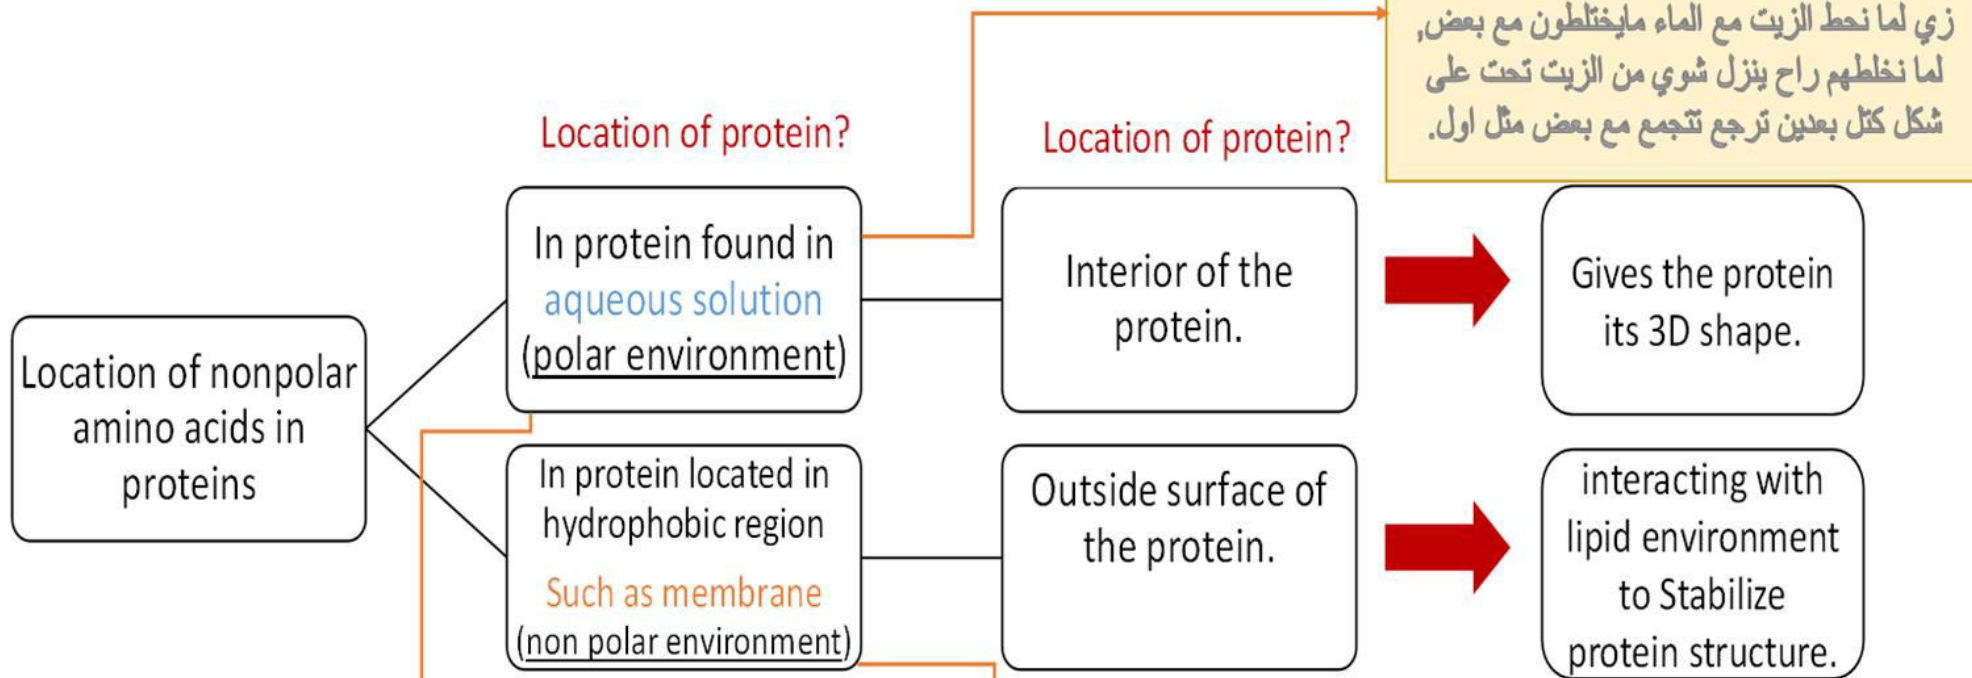 زي لما نحط الزيت مع الماء مايختلطون مع بعض,
لما نخلطهم راح ينزل شوي من الزيت تحت على
شكل كتل بعدين ترجع تتجمع مع بعض مثل اول.
Location of protein?
Location of protein?
In protein found in
aqueous solution
(polar environment)
Interior of the
protein.
Gives the protein
its 3D shape.
Location of nonpolar
amino acids in
proteins
In protein located in
hydrophobic region
Such as membrane
(non polar environment)
Outside surface of
the protein.
interacting with
lipid environment
to Stabilize
protein structure.